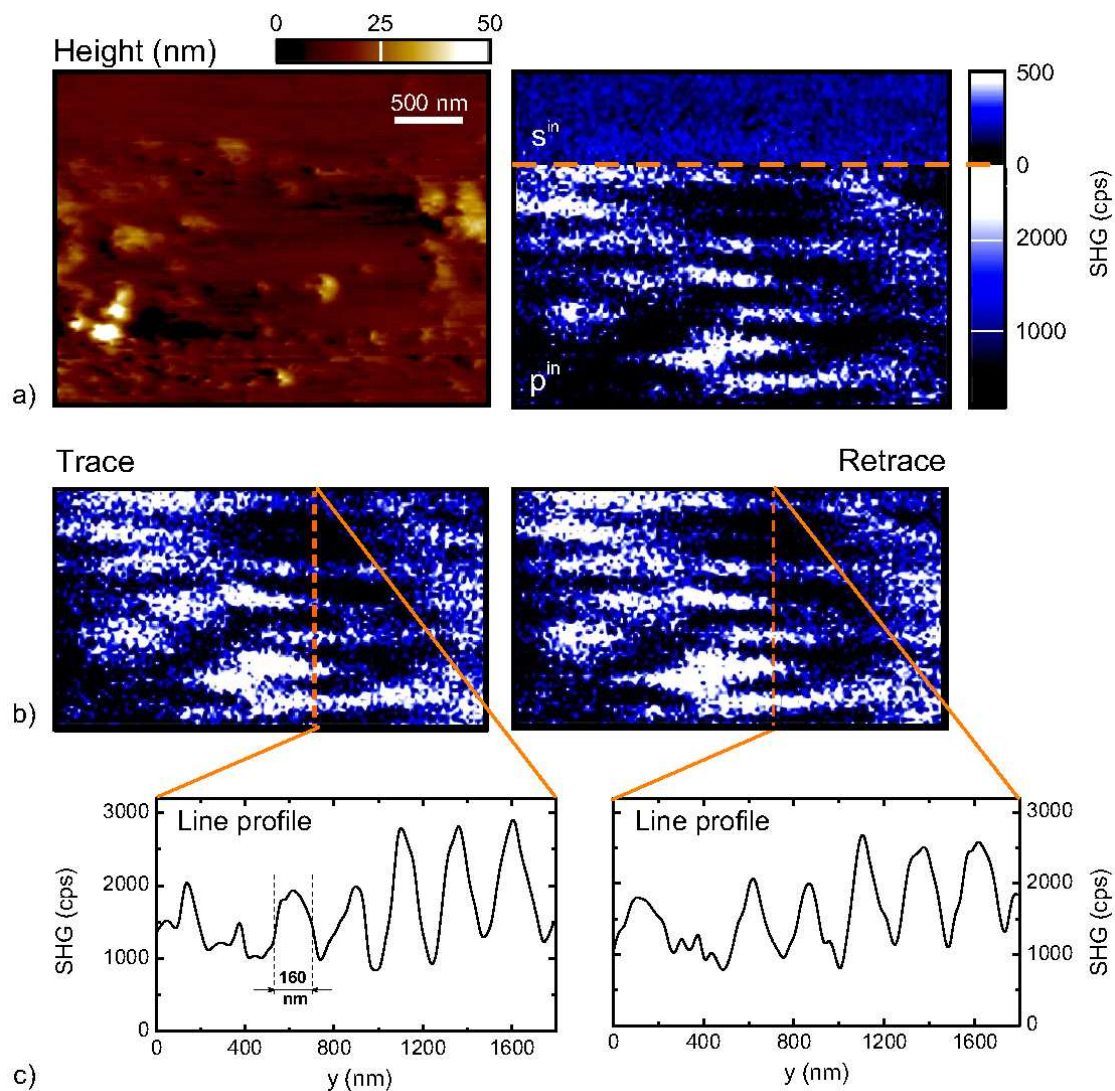 0 25 50
Height (nm)
500 nm
s^in
p^in
500
0
2000
1000
SHG (cps)
a)
Trace
Retrace
b)
3000
2000
1000
0
SHG (cps)
Line profile
160
nm
0 400 800 1200 1600
y (nm)
Line profile
3000
2000
1000
0
SHG (cps)
0 400 800 1200 1600
y (nm)
c)